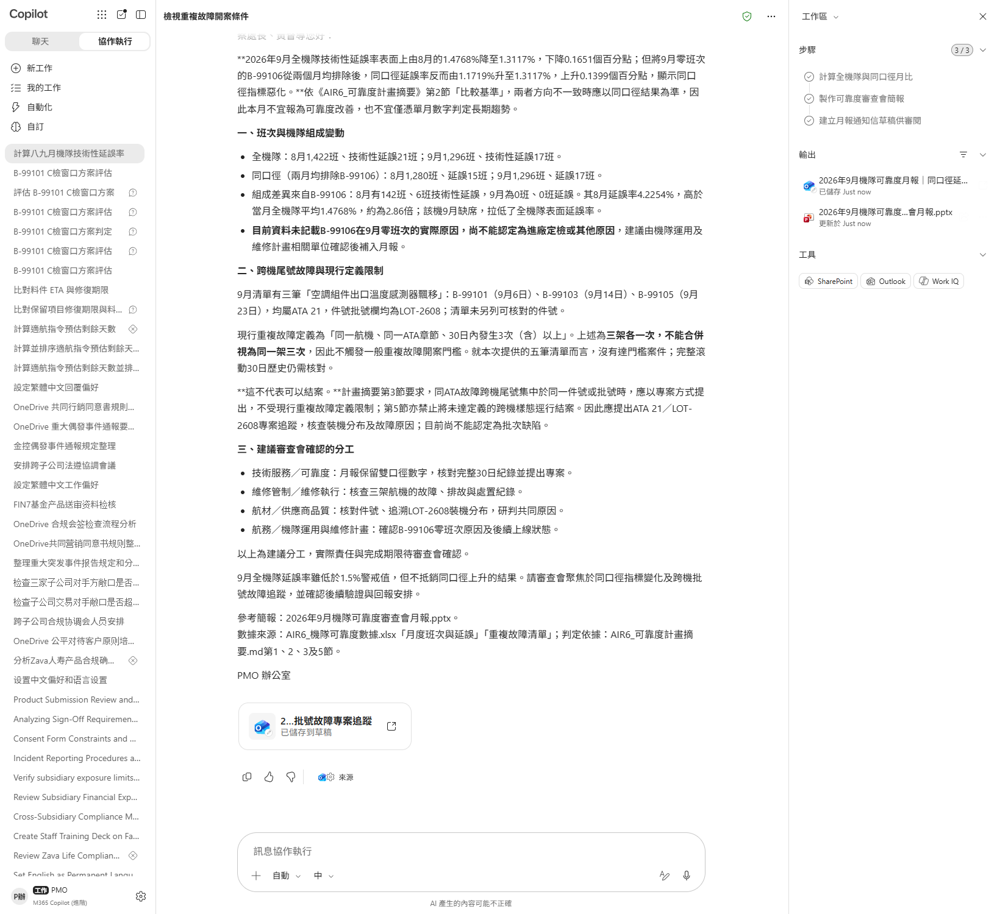 Copilot
聊天
協作執行
新工作
我的工作
自動化
自訂
計算八九月機隊技術性延誤率
B-99101 C檢窗口方案評估
評估 B-99101 C檢窗口方案
B-99101 C檢窗口方案評估
B-99101 C檢窗口方案判定
B-99101 C檢窗口方案評估
B-99101 C檢窗口方案評估
比對料件 ETA 與修復期限
比對保留項目修復期限與料...
計算適航指令預估剩餘天數
計算並排序適航指令預估剩餘天...
計算適航指令預估剩餘天數並排...
設定繁體中文回覆偏好
OneDrive 共同行銷同意書規則...
OneDrive 重大偶發事件通報要...
金控偶發事件通報規定整理
安排跨子公司法遵協調會議
設定繁體中文工作偏好
FIN7基金产品送审资料检核
OneDrive 合规会签检查流程分析
OneDrive共同营销同意书规则整...
整理重大突发事件报告规定和分...
检查三家子公司对手方敞口是否...
检查子公司交易对手敞口是否超...
跨子公司合规协调会人员安排
OneDrive 公平对待客户原则培...
分析Zava人寿产品合规确...
设置中文偏好和语言设置
Product Submission Review and...
Analyzing Sign-Off Requiremen...
Consent Form Constraints and ...
Incident Reporting Procedures a...
Verify subsidiary exposure limits...
Review Subsidiary Financial Exp...
Cross-Subsidiary Compliance M...
Create Staff Training Deck on Fa...
Review Zava Life Complian...
Set English as Permanent Langu
P辦
工作 PMO
M365 Copilot (進階)
檢視重複故障開案條件
**2026年9月全機隊技術性延誤率表面上由8月的1.4768%降至1.3117%，下降0.1651個百分點；但將9月零班次
的B-99106從兩個月均排除後，同口徑延誤率反而由1.1719%升至1.3117%，上升0.1399個百分點，顯示同口
徑指標惡化。**依《AIR6_可靠度計畫摘要》第2節「比較基準」，兩者方向不一致時應以同口徑結果為準，因
此本月不宜報為可靠度改善，也不宜僅憑單月數字判定長期趨勢。
一、班次與機隊組成變動
• 全機隊：8月1,422班、技術性延誤21班；9月1,296班、技術性延誤17班。
• 同口徑（兩月均排除B-99106）：8月1,280班、延誤15班；9月1,296班、延誤17班。
• 組成差異來自B-99106：8月有142班、6班技術性延誤，9月為0班、0班延誤。其8月延誤率4.2254%，高於
當月全機隊平均1.4768%，約為2.86倍；該機9月缺席，拉低了全機隊表面延誤率。
• 目前資料未記載B-99106在9月零班次的實際原因，尚不能認定為進廠定檢或其他原因，建議由機隊運用及
維修計畫相關單位確認後補入月報。
二、跨機尾號故障與現行定義限制
9月清單有三筆「空調組件出口溫度感測器飄移」：B-99101（9月6日）、B-99103（9月14日）、B-99105（9月
23日），均屬ATA 21，件號批號欄均為LOT-2608；清單未另列可核對的件號。
現行重複故障定義為「同一航機、同一ATA章節、30日內發生3次（含）以上」。上述為三架各一次，不能合併
視為同一架三次，因此不觸發一般重複故障開案門檻。就本次提供的五筆清單而言，沒有達門檻案件；完整滾
動30日歷史仍需核對。
**這不代表可以結案。**計畫摘要第3節要求，同ATA故障跨機尾號集中於同一件號或批號時，應以專案方式提
出，不受現行重複故障定義限制；第5節亦禁止將未達定義的跨機樣態逕行結案。因此應提出ATA 21／LOT-
2608專案追蹤，核查裝機分布及故障原因；目前尚不能認定為批次缺陷。
三、建議審查會確認的分工
• 技術服務／可靠度：月報保留雙口徑數字，核對完整30日紀錄並提出專案。
• 維修管制／維修執行：核查三架航機的故障、排故與處置紀錄。
• 航材／供應商品質：核對件號、追溯LOT-2608裝機分布，研判共同原因。
• 航務／機隊運用與維修計畫：確認B-99106零班次原因及後續上線狀態。
以上為建議分工，實際責任與完成期限待審查會確認。
9月全機隊延誤率雖低於1.5%警戒值，但不抵銷同口徑上升的結果。請審查會聚焦於同口徑指標變化及跨機批
號故障追蹤，並確認後續驗證與回報安排。
參考簡報：2026年9月機隊可靠度審查會月報.pptx。
數據來源：AIR6_機隊可靠度數據.xlsx「月度班次與延誤」「重複故障清單」；判定依據：AIR6_可靠度計畫摘
要.md第1、2、3及5節。
PMO 辦公室
2...批號故障專案追蹤
已儲存到草稿
來源
訊息協作執行
自動
中
AI 產生的內容可能不正確
工作區
步驟
3 / 3
計算全機隊與同口徑月比
製作可靠度審查會簡報
建立月報通知信草稿供審閱
輸出
2026年9月機隊可靠度月報｜同口徑延...
已儲存 Just now
2026年9月機隊可靠度...會月報.pptx
更新於 Just now
工具
SharePoint
Outlook
Work IQ